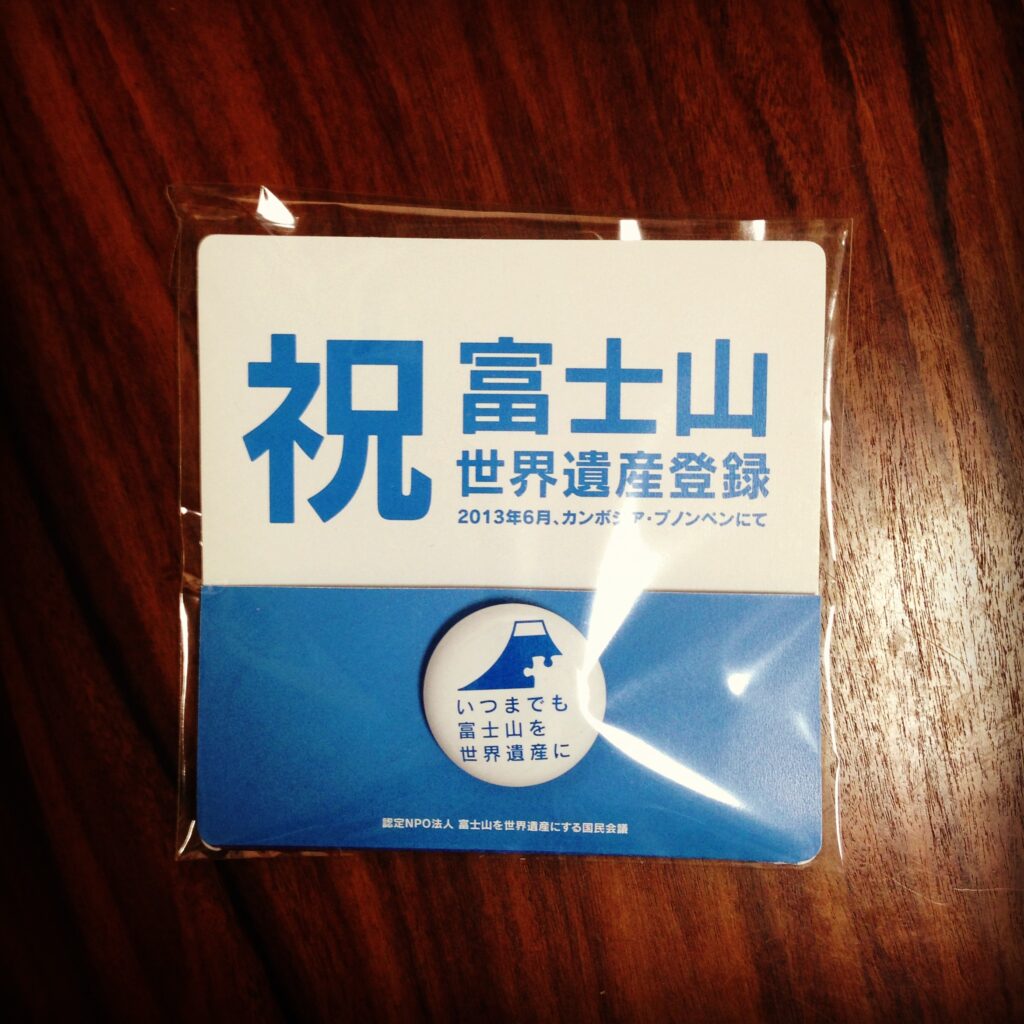 祝 富士山
世界遺産登録
2013年6月、カンボジア・プノンペンにて
いつまでも
富士山を
世界遺産に
認定NPO法人 富士山を世界遺産にする国民会議